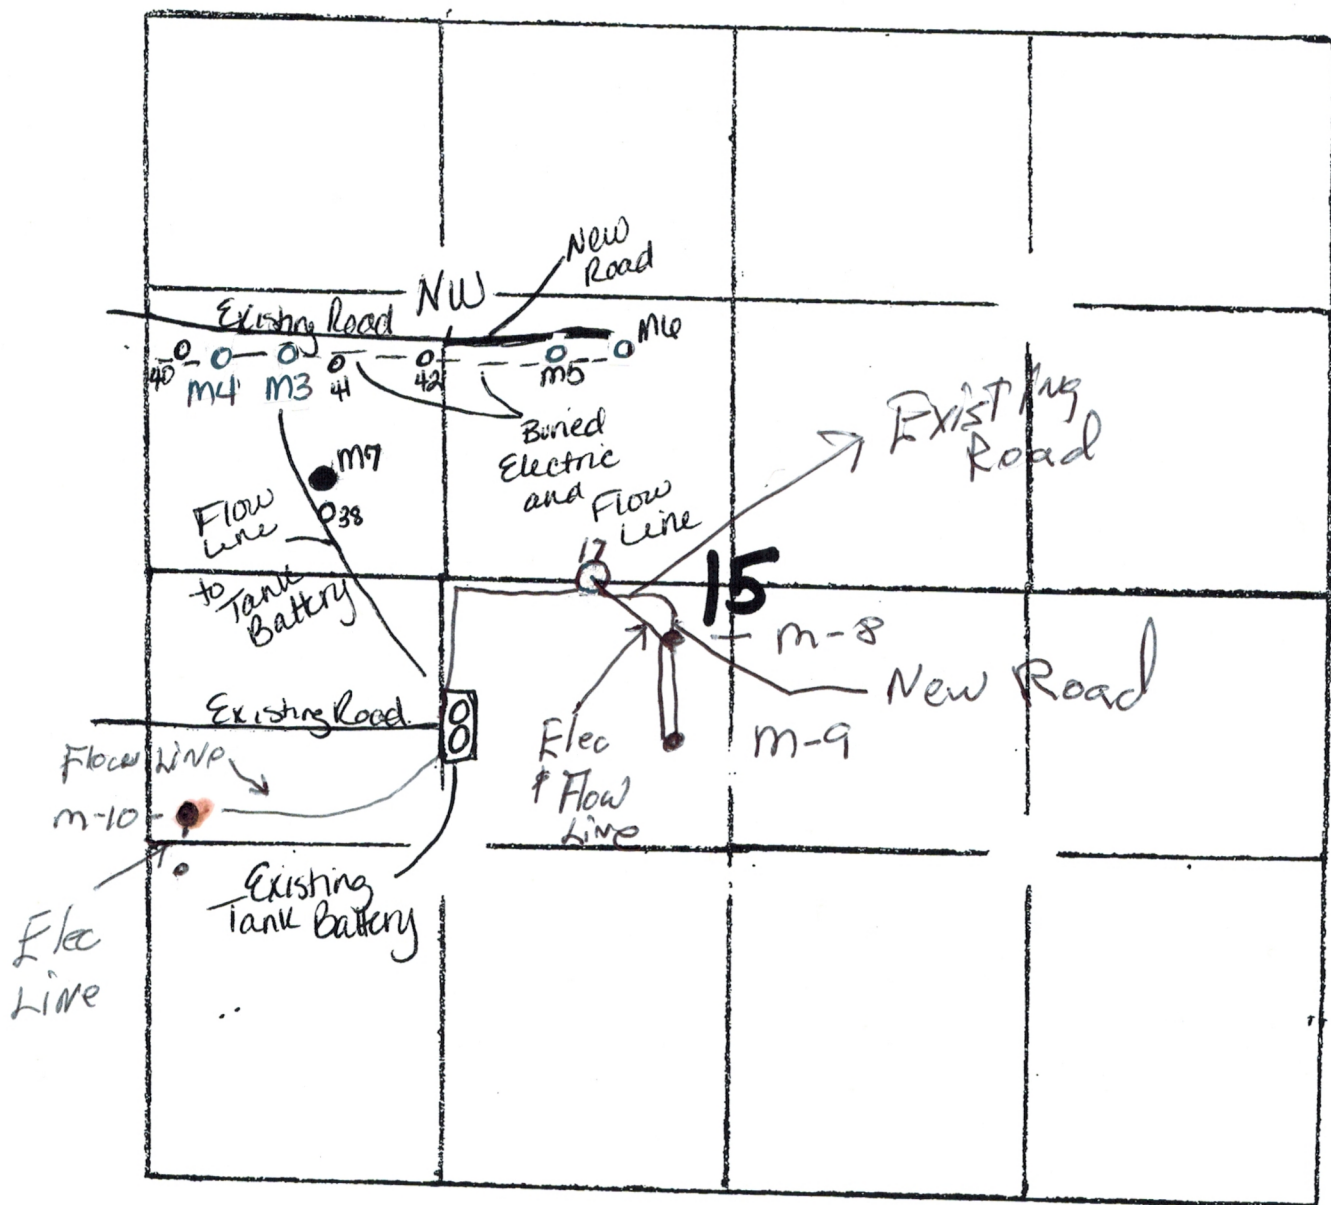 New
Road
NW
Existing Road
M6
40
M4
M3
41
42
M5
Buried
Electric
and
Flow
Line
Existing
Road
M7
38
Flow
Line
to
Tank
Battery
17
15
m-8
New Road
Existing Road
Elec
& Flow
Line
m-9
Flow Line
m-10
Existing
Tank Battery
Elec
Line